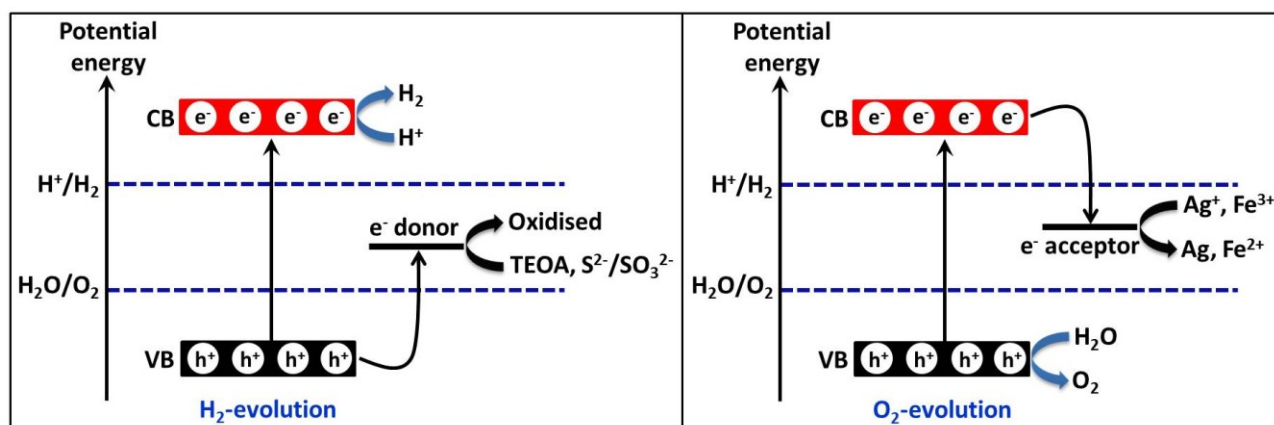 Potential
energy
CB
e⁻ e⁻ e⁻ e⁻
H₂
H⁺
H⁺/H₂
e⁻ donor
Oxidised
TEOA, S²⁻/SO₃²⁻
H₂O/O₂
VB
h⁺ h⁺ h⁺ h⁺
H₂-evolution
Potential
energy
CB
e⁻ e⁻ e⁻ e⁻
H⁺/H₂
Ag⁺, Fe³⁺
e⁻ acceptor
Ag, Fe²⁺
H₂O/O₂
VB
h⁺ h⁺ h⁺ h⁺
H₂O
O₂
O₂-evolution